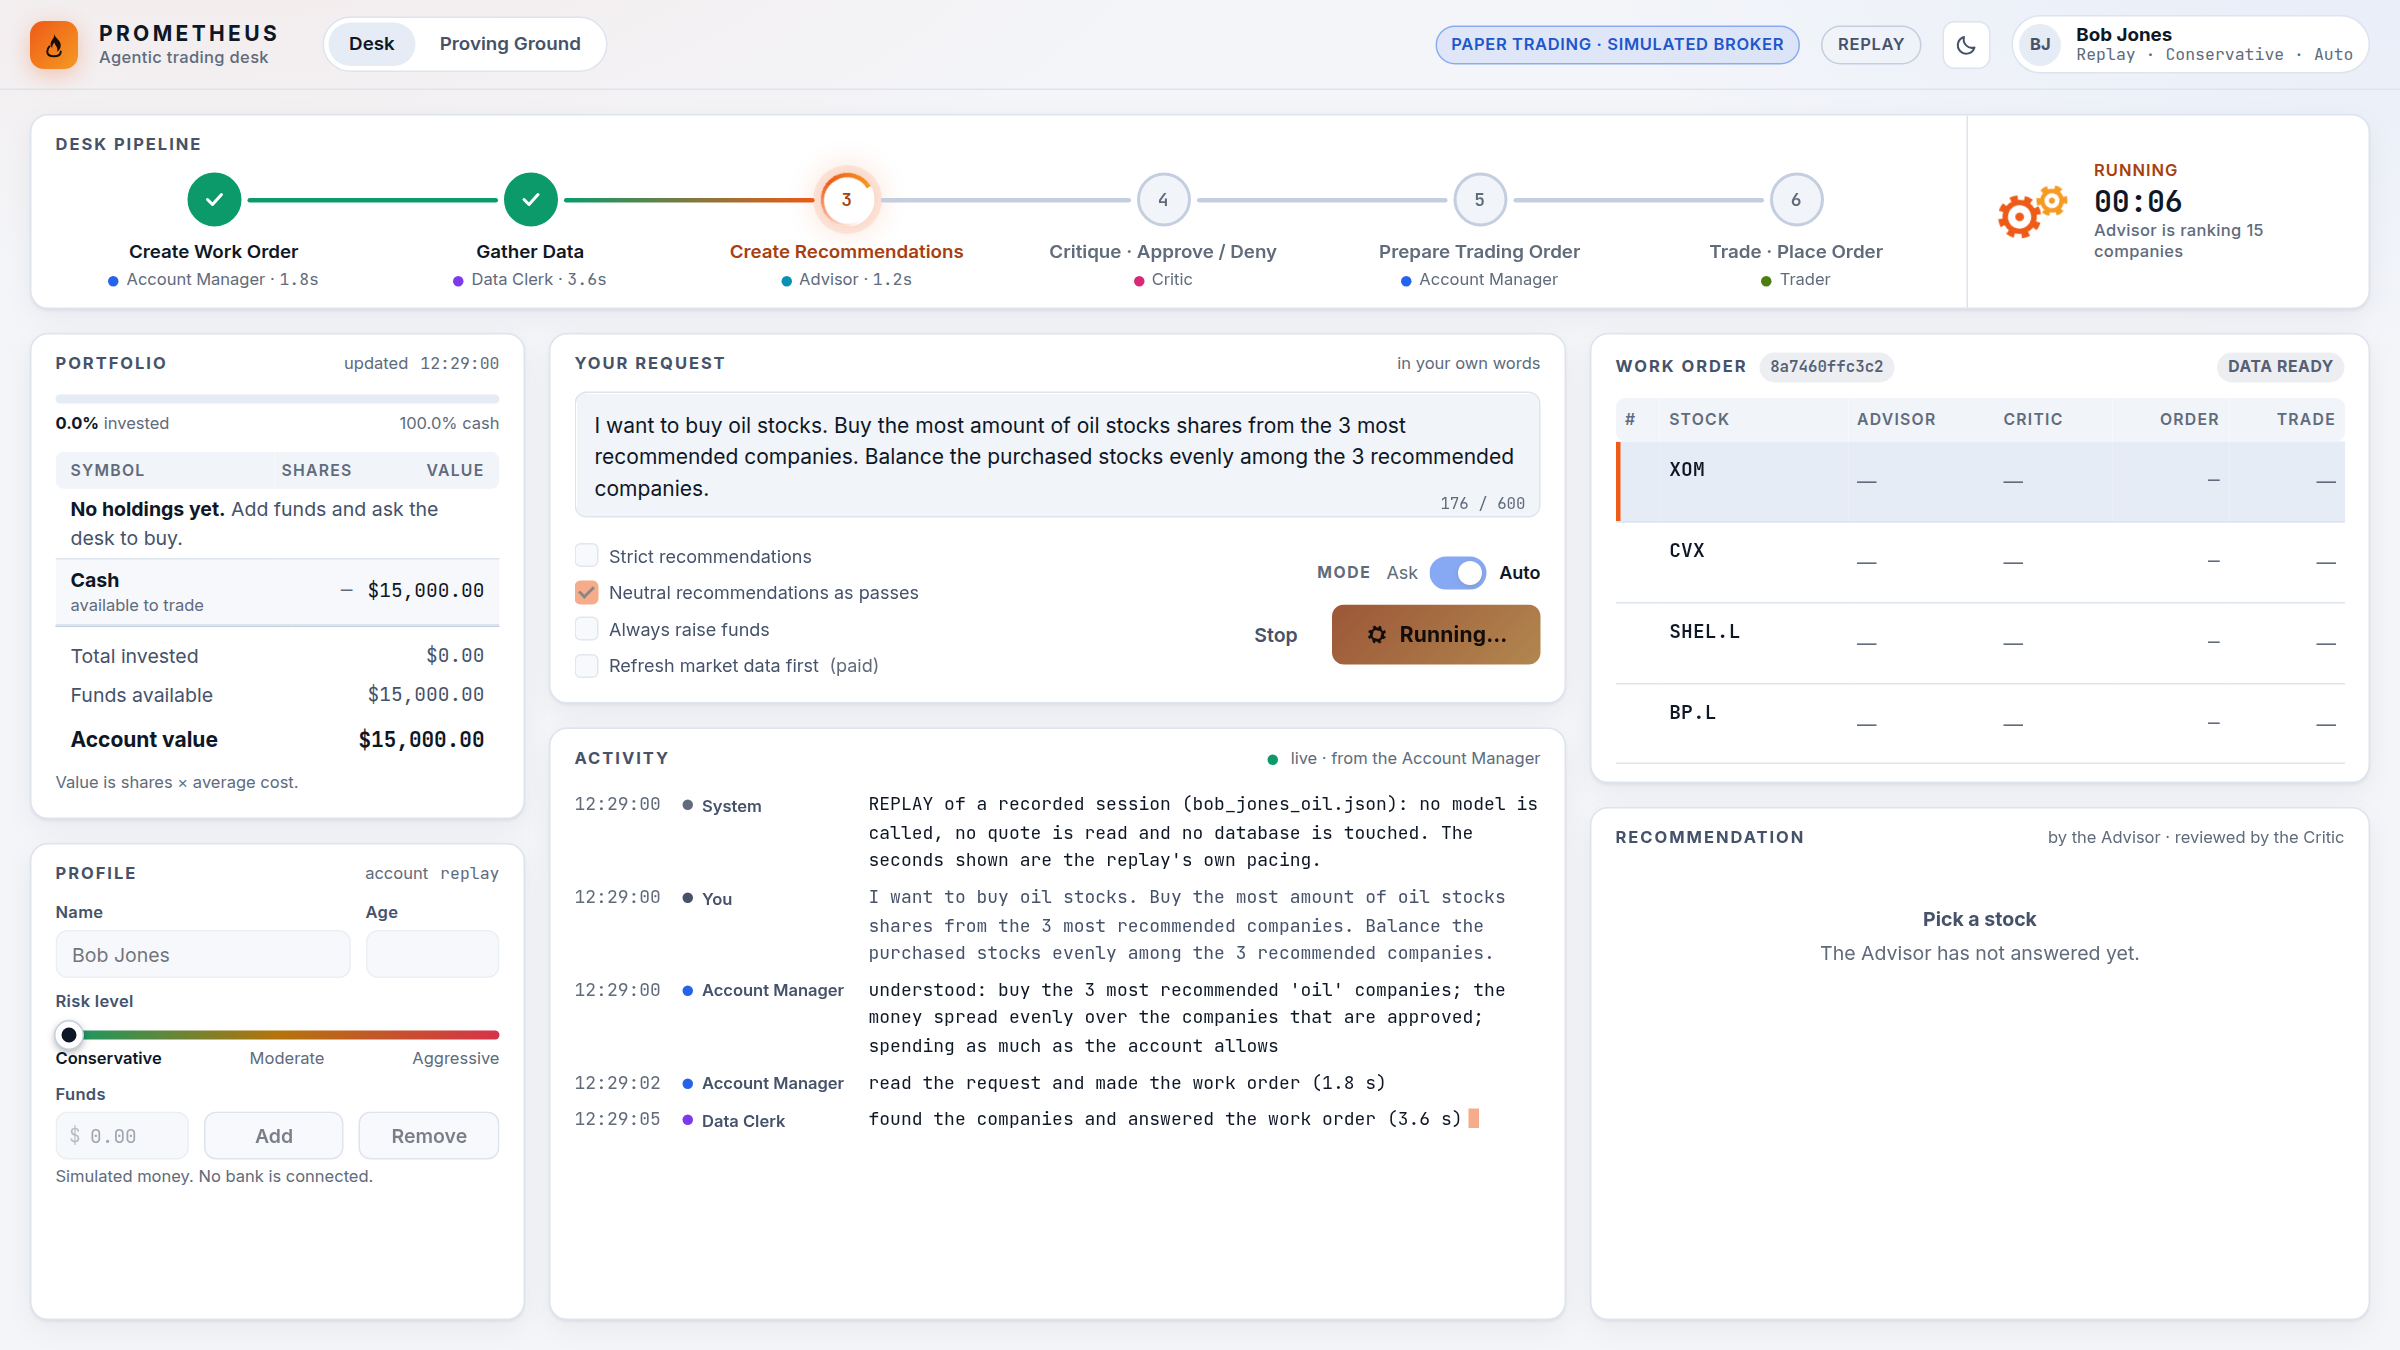 PROMETHEUS
Agentic trading desk
Desk
Proving Ground
PAPER TRADING · SIMULATED BROKER
REPLAY
BJ
Bob Jones
Replay · Conservative · Auto
DESK PIPELINE
3
4
5
6
Create Work Order
Gather Data
Create Recommendations
Critique · Approve / Deny
Prepare Trading Order
Trade · Place Order
Account Manager · 1.8s
Data Clerk · 3.6s
Advisor · 1.2s
Critic
Account Manager
Trader
RUNNING
00:06
Advisor is ranking 15
companies
PORTFOLIO
updated 12:29:00
0.0% invested
100.0% cash
SYMBOL SHARES VALUE
No holdings yet. Add funds and ask the
desk to buy.
Cash
available to trade
– $15,000.00
Total invested $0.00
Funds available $15,000.00
Account value $15,000.00
Value is shares × average cost.
PROFILE
account replay
Name
Age
Bob Jones
Risk level
Conservative Moderate Aggressive
Funds
$ 0.00
Add
Remove
Simulated money. No bank is connected.
YOUR REQUEST
in your own words
I want to buy oil stocks. Buy the most amount of oil stocks shares from the 3 most
recommended companies. Balance the purchased stocks evenly among the 3 recommended
companies.
176 / 600
Strict recommendations
Neutral recommendations as passes
Always raise funds
Refresh market data first (paid)
MODE Ask Auto
Stop
Running...
ACTIVITY
live · from the Account Manager
12:29:00 System REPLAY of a recorded session (bob_jones_oil.json): no model is
called, no quote is read and no database is touched. The
seconds shown are the replay's own pacing.
12:29:00 You I want to buy oil stocks. Buy the most amount of oil stocks
shares from the 3 most recommended companies. Balance the
purchased stocks evenly among the 3 recommended companies.
12:29:00 Account Manager understood: buy the 3 most recommended 'oil' companies; the
money spread evenly over the companies that are approved;
spending as much as the account allows
12:29:02 Account Manager read the request and made the work order (1.8 s)
12:29:05 Data Clerk found the companies and answered the work order (3.6 s)
WORK ORDER 8a7460ffc3c2
DATA READY
# STOCK ADVISOR CRITIC ORDER TRADE
XOM — — – —
CVX — — – —
SHEL.L — — – —
BP.L — — – —
RECOMMENDATION
by the Advisor · reviewed by the Critic
Pick a stock
The Advisor has not answered yet.